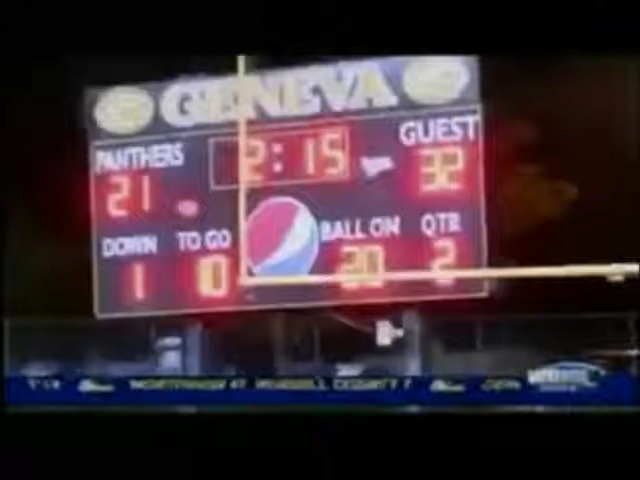 GENEVA
PANTHERS 2:15 GUEST
21 32
DOWN TO GO BALL ON QTR
1 10 20 2